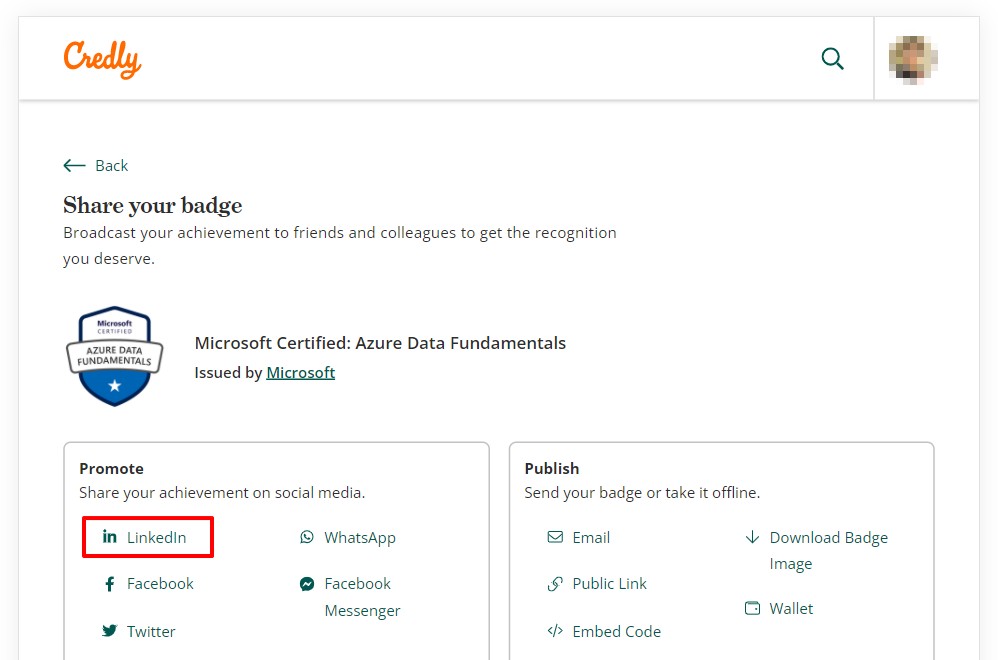 Credly
Back
Share your badge
Broadcast your achievement to friends and colleagues to get the recognition
you deserve.
Microsoft
CERTIFIED
AZURE DATA
FUNDAMENTALS
Microsoft Certified: Azure Data Fundamentals
Issued by Microsoft
Promote
Share your achievement on social media.
LinkedIn
WhatsApp
Facebook
Facebook
Messenger
Twitter
Publish
Send your badge or take it offline.
Email
Download Badge
Image
Public Link
Wallet
Embed Code